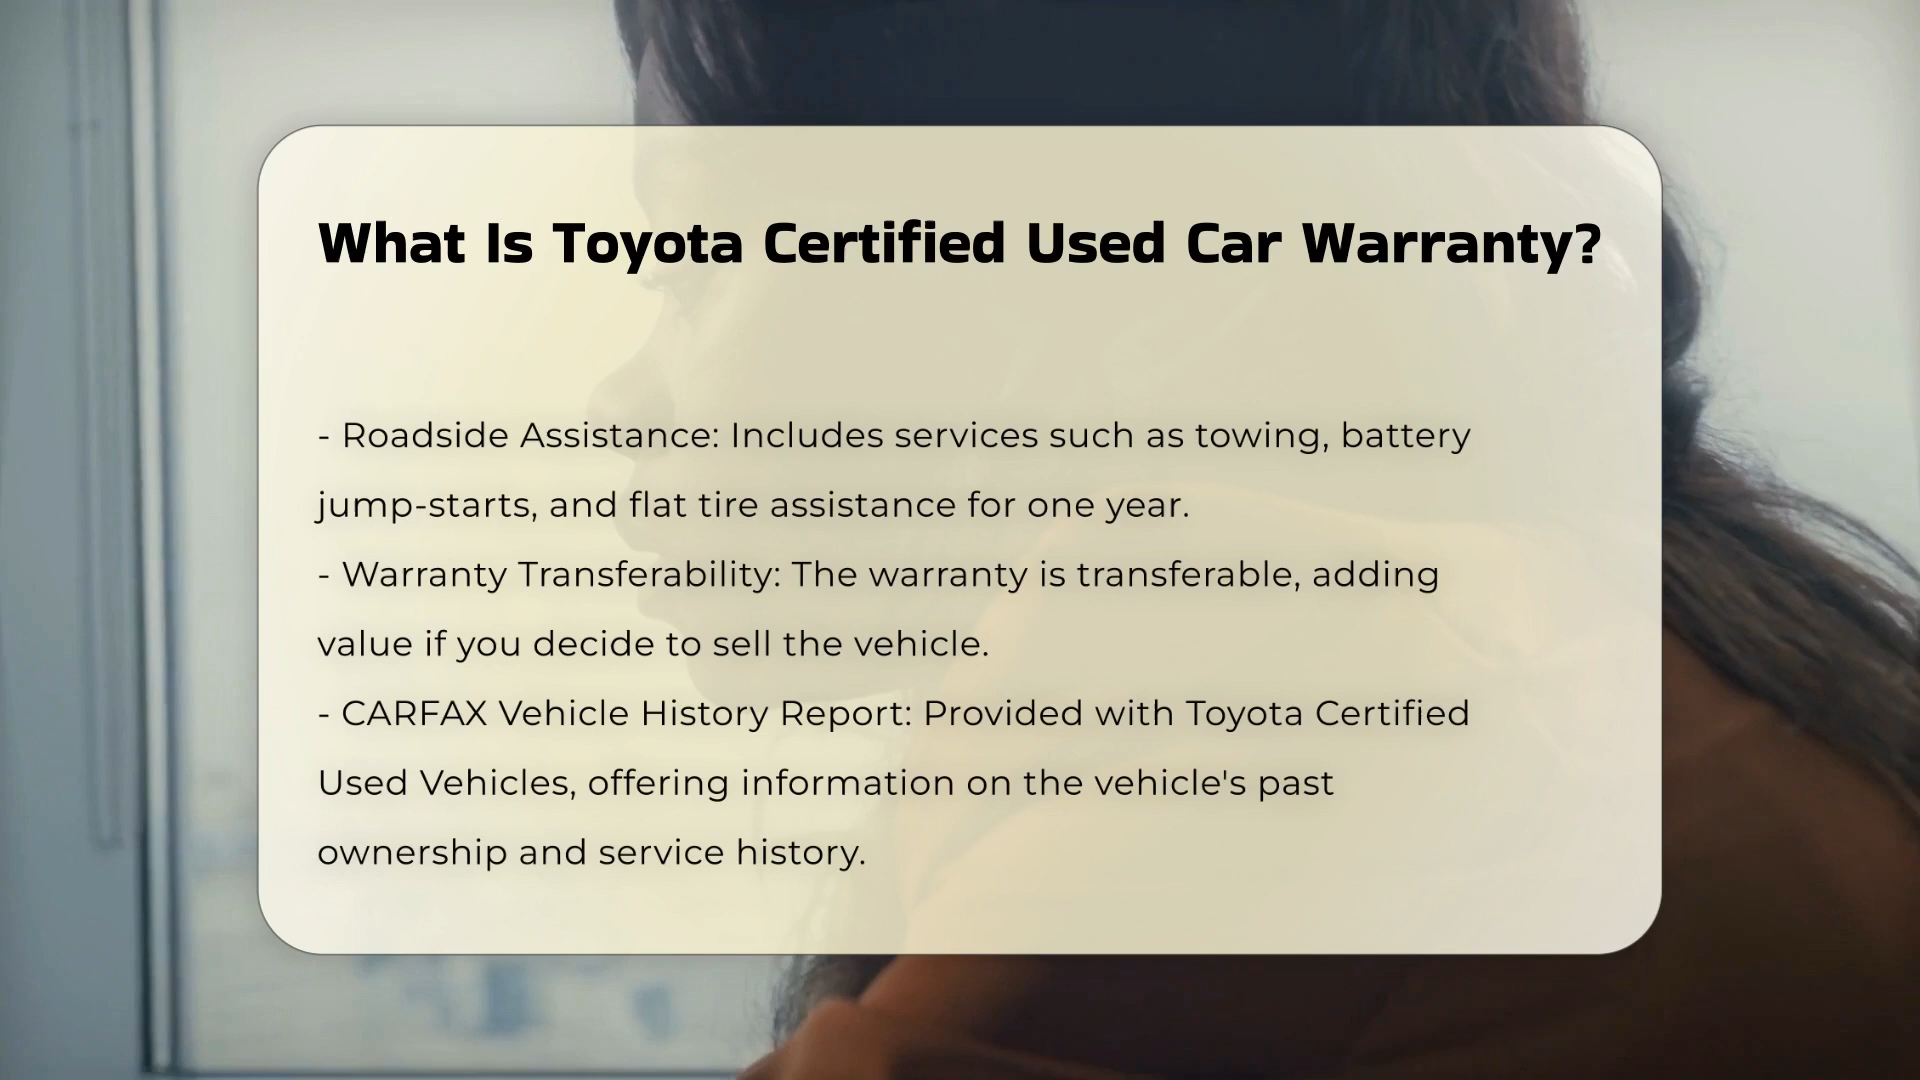 What Is Toyota Certified Used Car Warranty?
- Roadside Assistance: Includes services such as towing, battery
jump-starts, and flat tire assistance for one year.
- Warranty Transferability: The warranty is transferable, adding
value if you decide to sell the vehicle.
- CARFAX Vehicle History Report: Provided with Toyota Certified
Used Vehicles, offering information on the vehicle's past
ownership and service history.